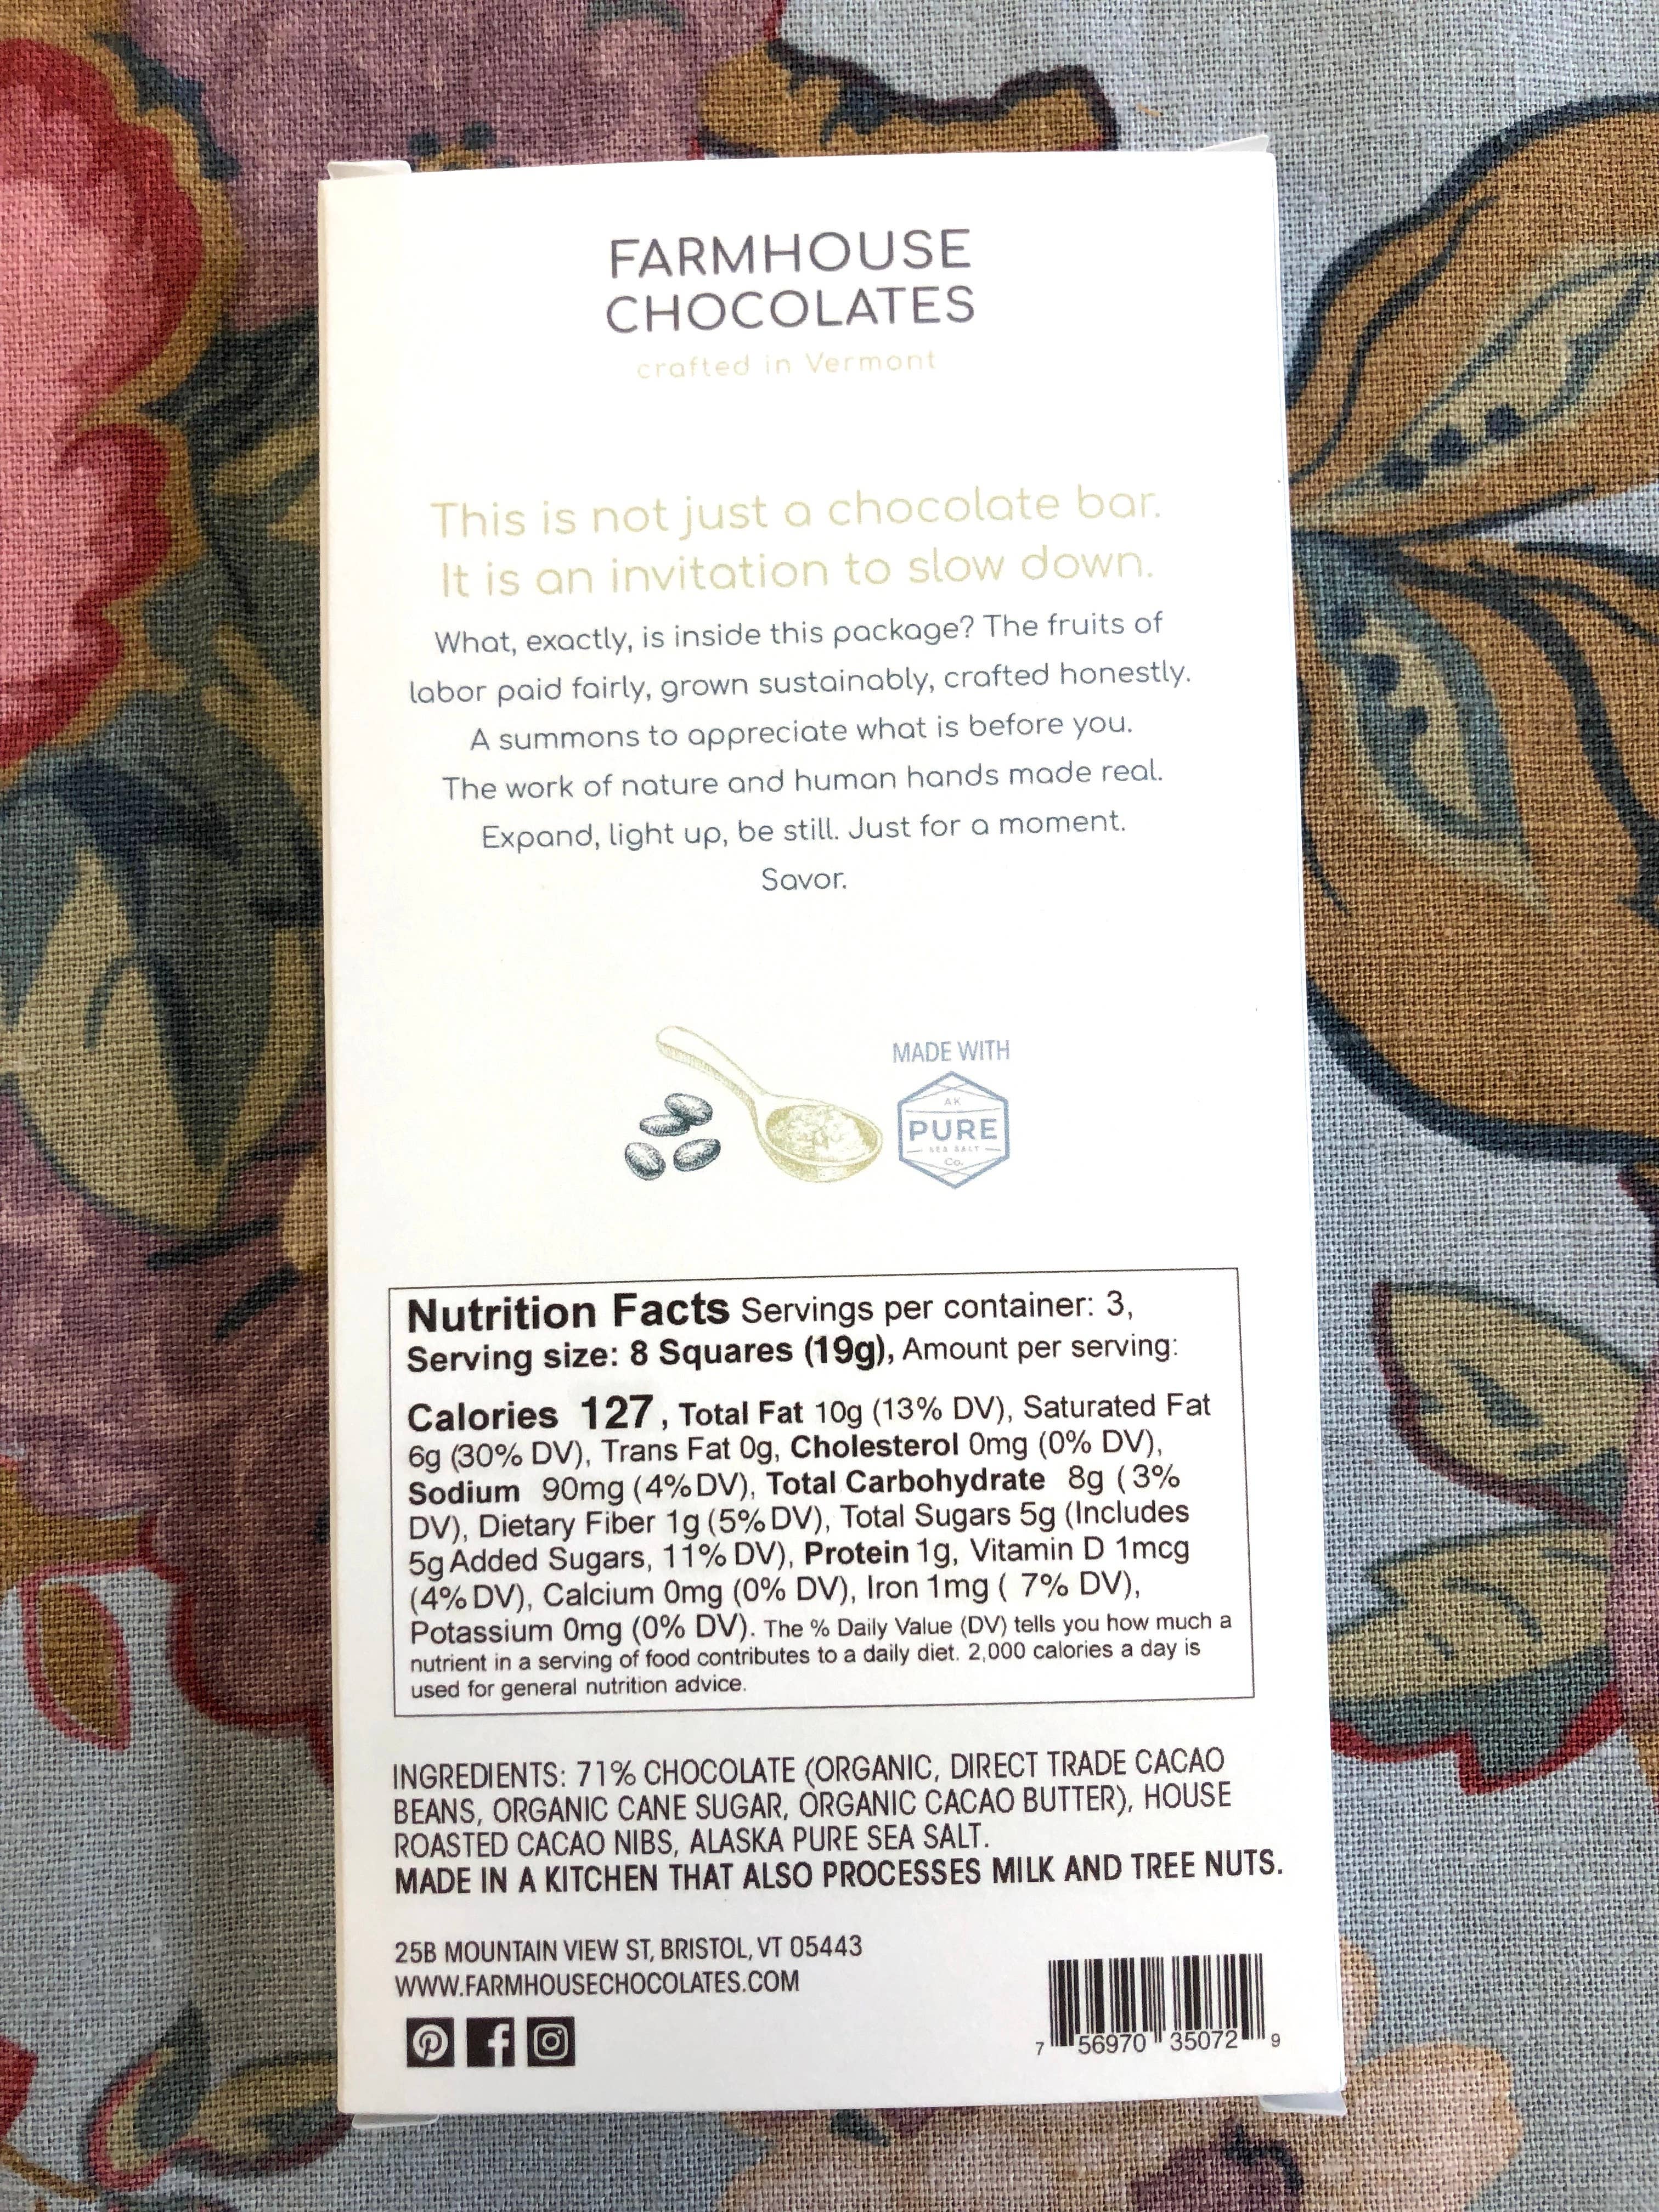 FARMHOUSE
CHOCOLATES
crafted in Vermont
This is not just a chocolate bar.
It is an invitation to slow down.
What, exactly, is inside this package? The fruits of
labor paid fairly, grown sustainably, crafted honestly.
A summons to appreciate what is before you.
The work of nature and human hands made real.
Expand, light up, be still. Just for a moment.
Savor.
MADE WITH
AK
PURE
SEA SALT
Co.
Nutrition Facts Servings per container: 3,
Serving size: 8 Squares (19g), Amount per serving:
Calories 127, Total Fat 10g (13% DV), Saturated Fat
6g (30% DV), Trans Fat 0g, Cholesterol 0mg (0% DV),
Sodium 90mg (4% DV), Total Carbohydrate 8g ( 3%
DV), Dietary Fiber 1g (5% DV), Total Sugars 5g (Includes
5g Added Sugars, 11% DV), Protein 1g, Vitamin D 1mcg
(4% DV), Calcium 0mg (0% DV), Iron 1mg ( 7% DV),
Potassium 0mg (0% DV). The % Daily Value (DV) tells you how much a
nutrient in a serving of food contributes to a daily diet. 2,000 calories a day is
used for general nutrition advice.
INGREDIENTS: 71% CHOCOLATE (ORGANIC, DIRECT TRADE CACAO
BEANS, ORGANIC CANE SUGAR, ORGANIC CACAO BUTTER), HOUSE
ROASTED CACAO NIBS, ALASKA PURE SEA SALT.
MADE IN A KITCHEN THAT ALSO PROCESSES MILK AND TREE NUTS.
25B MOUNTAIN VIEW ST, BRISTOL, VT 05443
WWW.FARMHOUSECHOCOLATES.COM
7 56970 35072 9